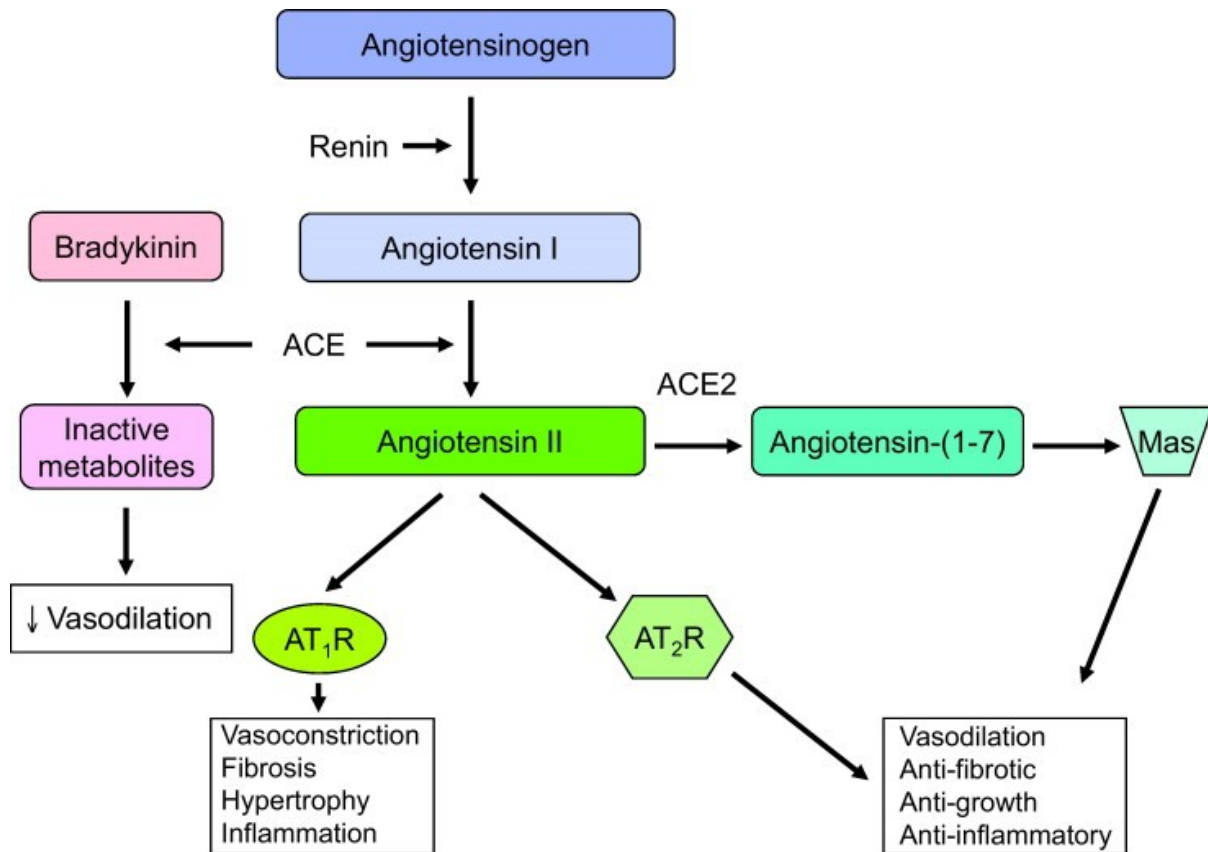 Angiotensinogen
Renin
Bradykinin
Angiotensin I
ACE
ACE2
Inactive
metabolites
Angiotensin II
Angiotensin-(1-7)
Mas
↓ Vasodilation
AT₁R
AT₂R
Vasoconstriction
Fibrosis
Hypertrophy
Inflammation
Vasodilation
Anti-fibrotic
Anti-growth
Anti-inflammatory